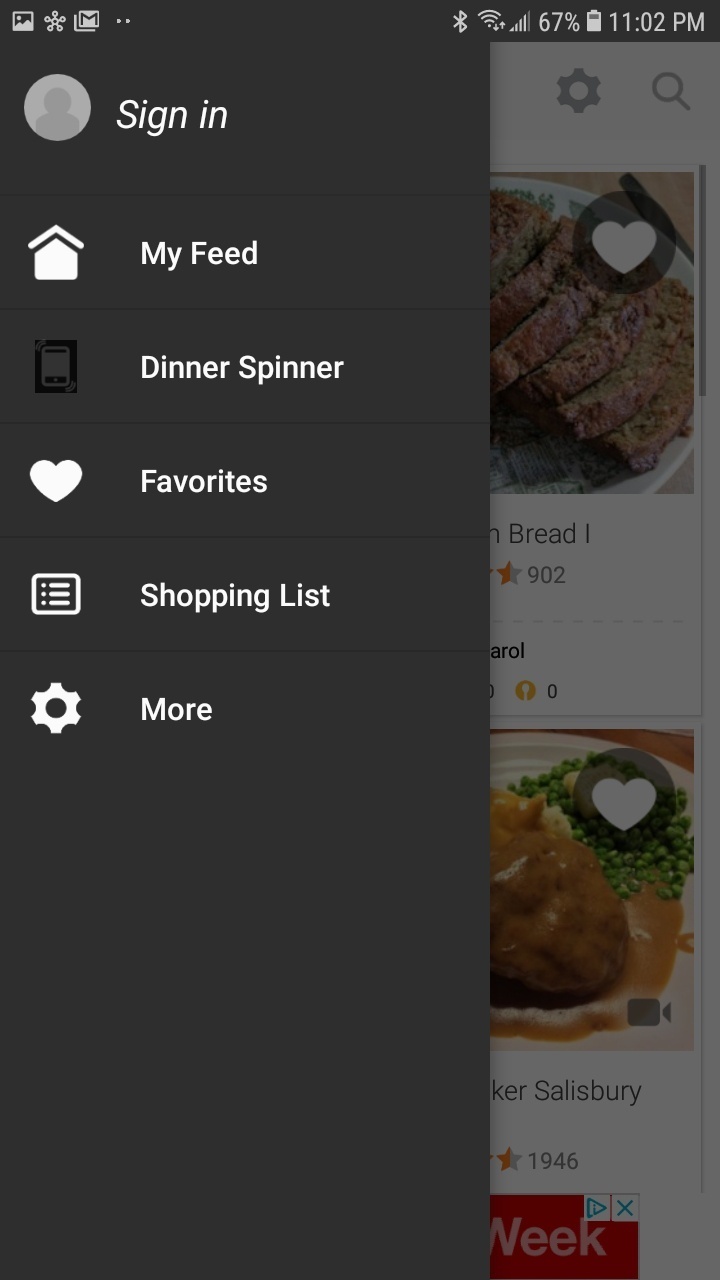 67% 11:02 PM
Sign in
My Feed
Dinner Spinner
Favorites
Shopping List
More
n Bread I
902
arol
0 0
ker Salisbury
1946
Week